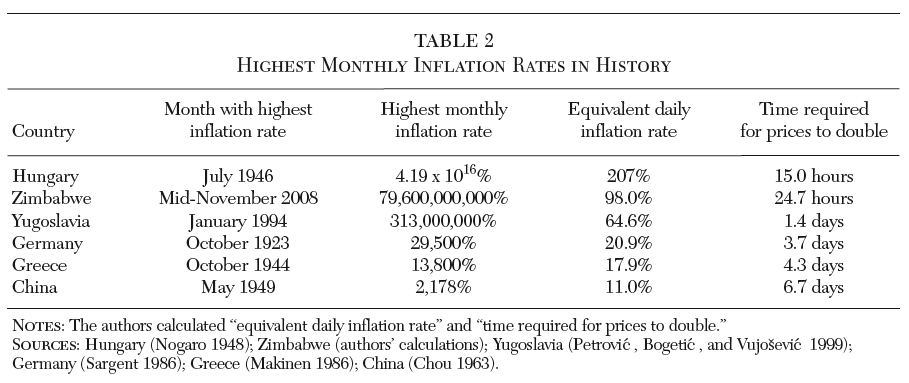 TABLE 2
HIGHEST MONTHLY INFLATION RATES IN HISTORY
Country Month with highest inflation rate Highest monthly inflation rate Equivalent daily inflation rate Time required for prices to double
Hungary July 1946 4.19 x 10^16% 207% 15.0 hours
Zimbabwe Mid-November 2008 79,600,000,000% 98.0% 24.7 hours
Yugoslavia January 1994 313,000,000% 64.6% 1.4 days
Germany October 1923 29,500% 20.9% 3.7 days
Greece October 1944 13,800% 17.9% 4.3 days
China May 1949 2,178% 11.0% 6.7 days
NOTES: The authors calculated “equivalent daily inflation rate” and “time required for prices to double.”
SOURCES: Hungary (Nogaro 1948); Zimbabwe (authors’ calculations); Yugoslavia (Petrović , Bogetić , and Vujošević 1999);
Germany (Sargent 1986); Greece (Makinen 1986); China (Chou 1963).